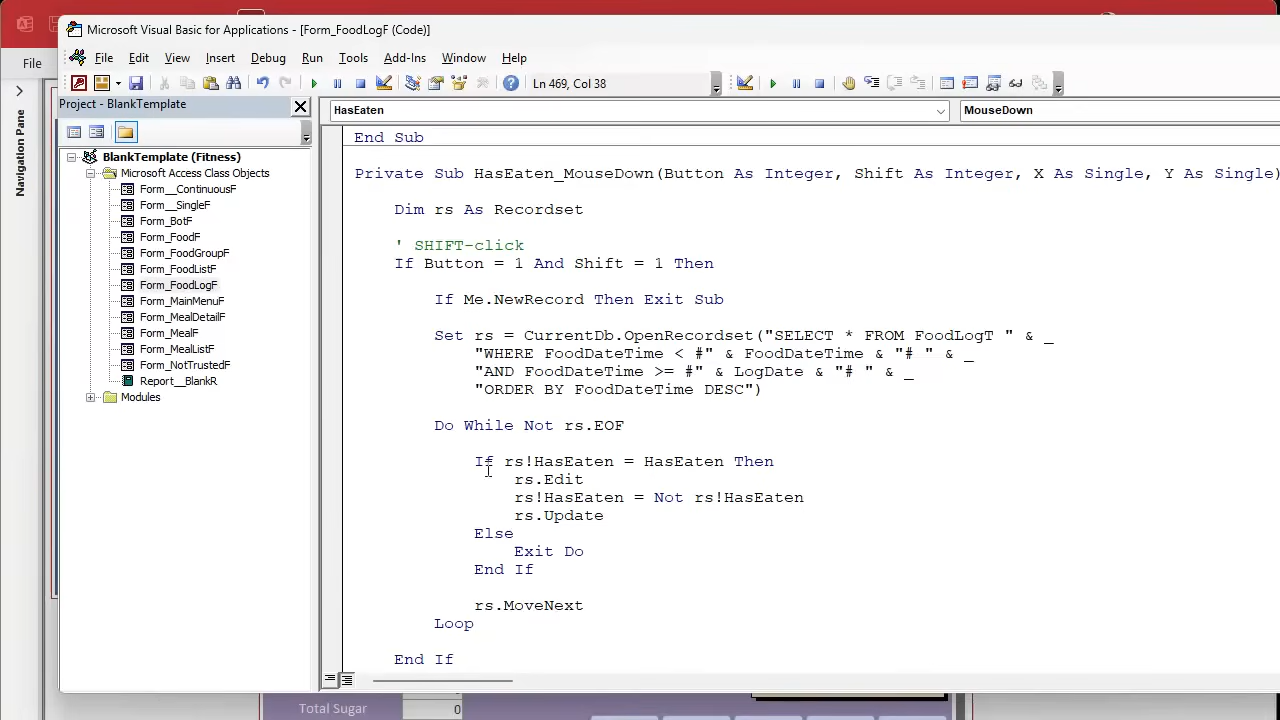 Microsoft Visual Basic for Applications - [Form_FoodLogF (Code)]
File
File Edit View Insert Debug Run Tools Add-Ins Window Help
Ln 469, Col 38
Project - BlankTemplate
HasEaten
MouseDown
Navigation Pane
BlankTemplate (Fitness)
Microsoft Access Class Objects
Form__ContinuousF
Form__SingleF
Form_BotF
Form_FoodF
Form_FoodGroupF
Form_FoodListF
Form_FoodLogF
Form_MainMenuF
Form_MealDetailF
Form_MealF
Form_MealListF
Form_NotTrustedF
Report__BlankR
Modules
End Sub
Private Sub HasEaten_MouseDown(Button As Integer, Shift As Integer, X As Single, Y As Single)
Dim rs As Recordset
' SHIFT-click
If Button = 1 And Shift = 1 Then
If Me.NewRecord Then Exit Sub
Set rs = CurrentDb.OpenRecordset("SELECT * FROM FoodLogT " & _
"WHERE FoodDateTime < #" & FoodDateTime & "# " & _
"AND FoodDateTime >= #" & LogDate & "# " & _
"ORDER BY FoodDateTime DESC")
Do While Not rs.EOF
If rs!HasEaten = HasEaten Then
rs.Edit
rs!HasEaten = Not rs!HasEaten
rs.Update
Else
Exit Do
End If
rs.MoveNext
Loop
End If
Total Sugar
0